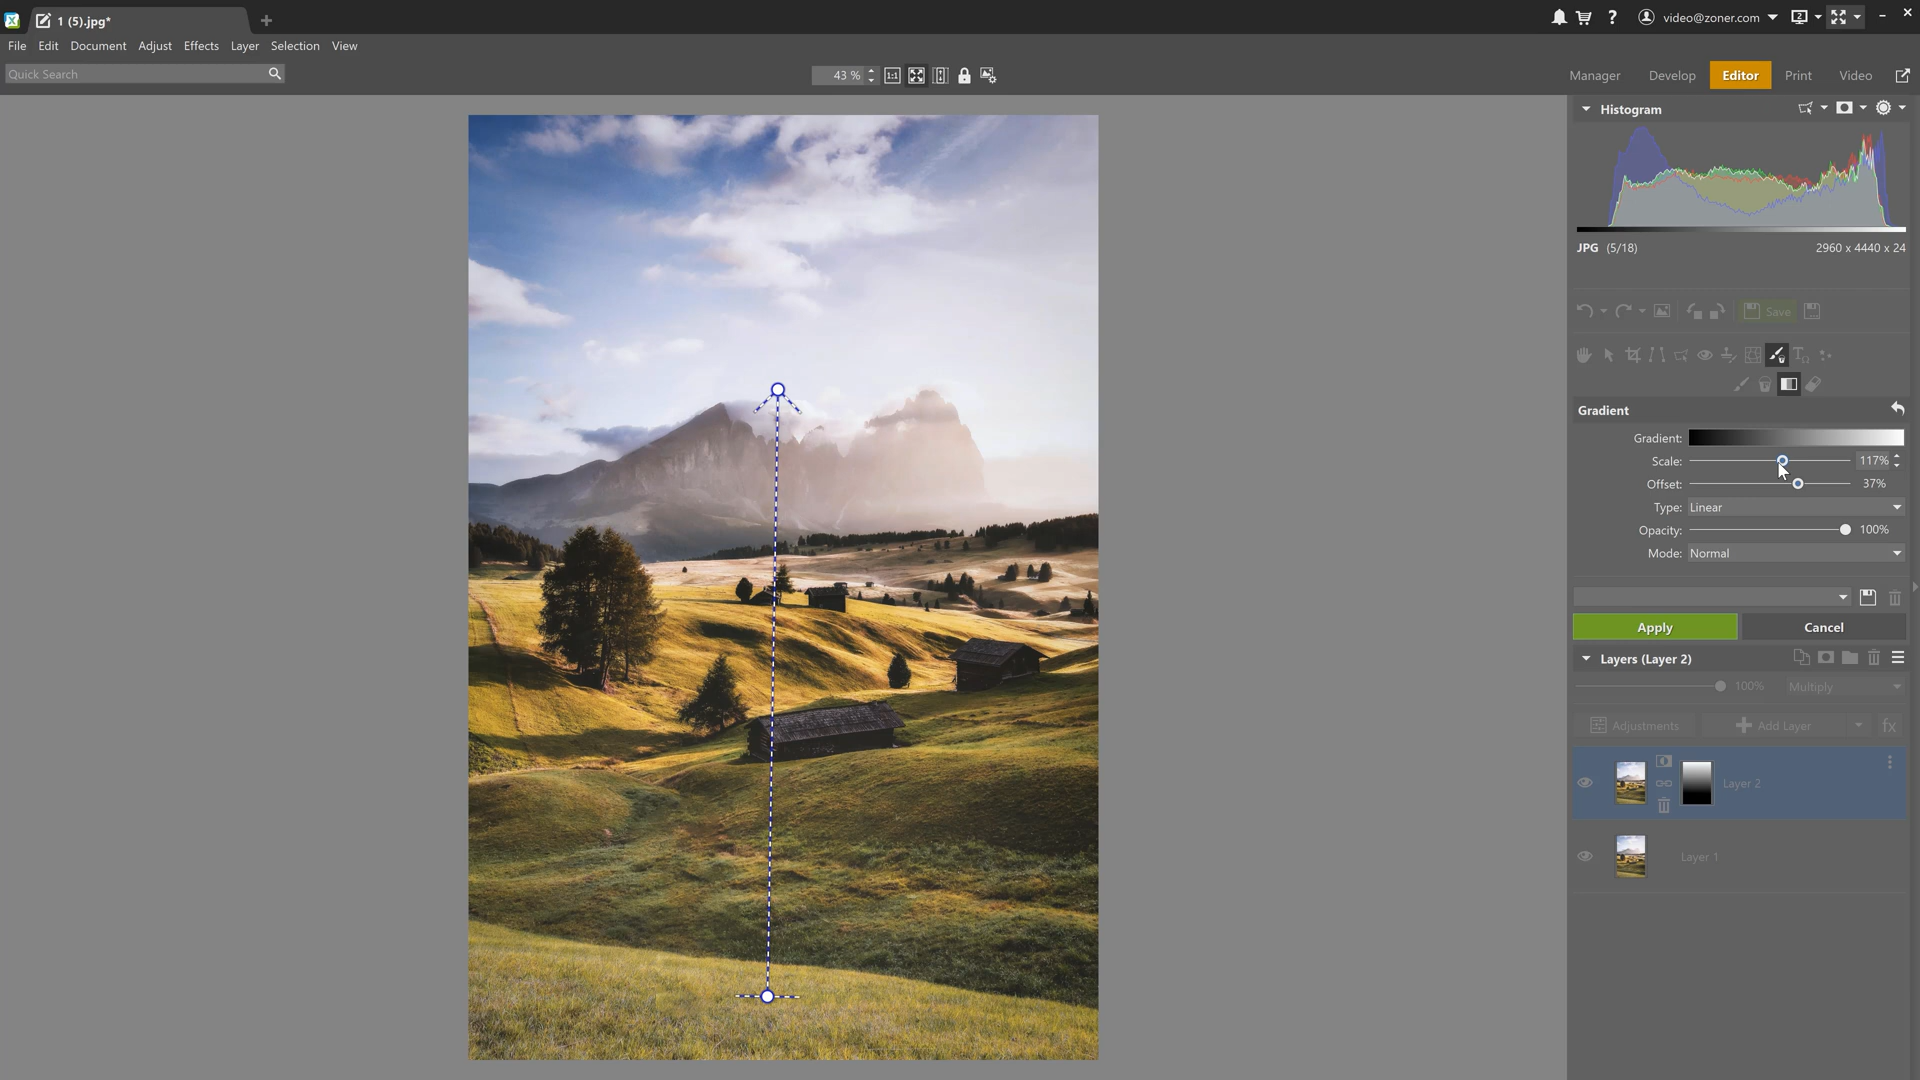 1 (5).jpg*
video@zoner.com
2
File Edit Document Adjust Effects Layer Selection View
Quick Search
43 %
1:1
Manager Develop Editor Print Video
Histogram
JPG (5/18) 2960 x 4440 x 24
Save
Gradient
Gradient:
Scale: 117%
Offset: 37%
Type: Linear
Opacity: 100%
Mode: Normal
Apply Cancel
Layers (Layer 2)
100% Multiply
Adjustments Add Layer fx
Layer 2
Layer 1